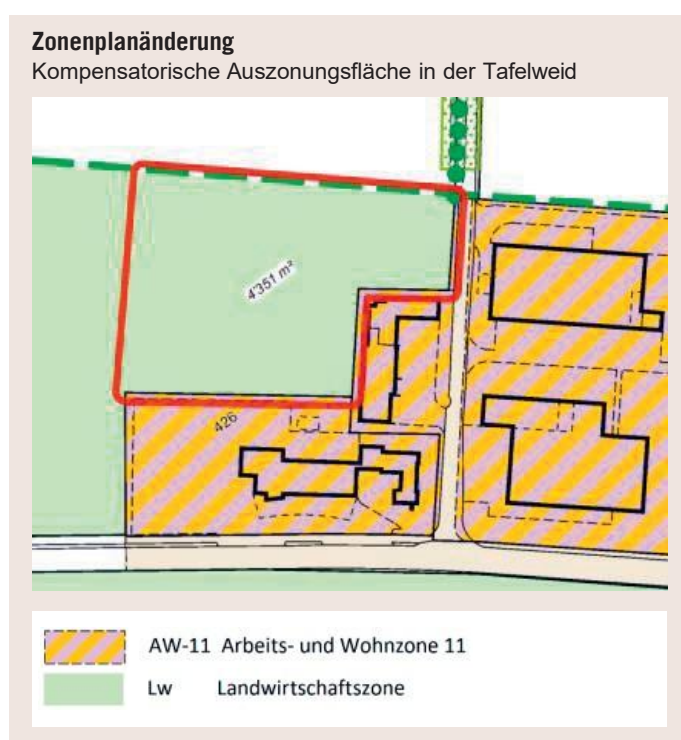 Zonenplanänderung
Kompensatorische Auszonungsfläche in der Tafelweid
4'351 m²
426
AW-11 Arbeits- und Wohnzone 11
Lw Landwirtschaftszone